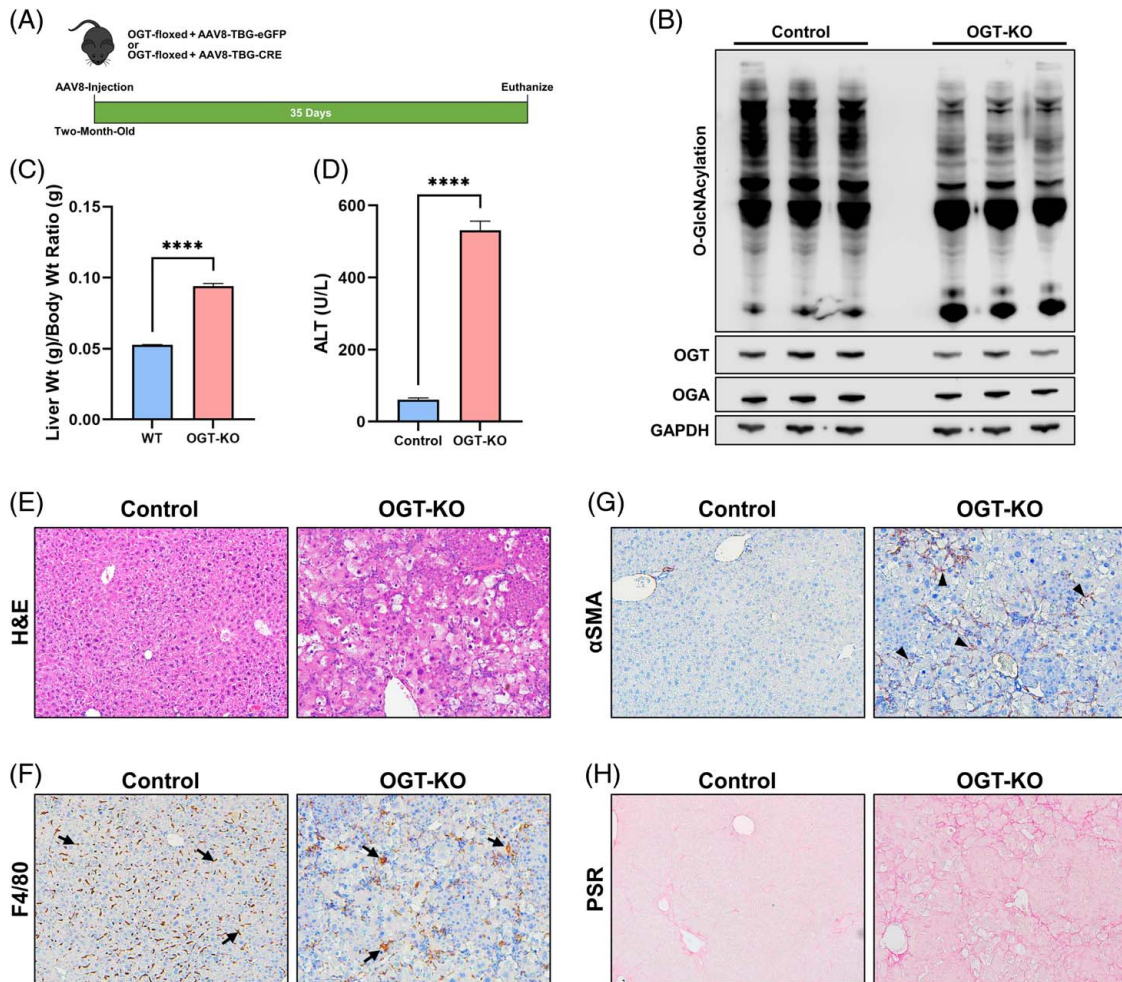 (A)
OGT-floxed + AAV8-TBG-eGFP
or
OGT-floxed + AAV8-TBG-CRE
AAV8-Injection
Euthanize
35 Days
Two-Month-Old
(B)
Control
OGT-KO
O-GlcNAcylation
OGT
OGA
GAPDH
(C)
Liver Wt (g)/Body Wt Ratio (g)
0.15
0.10
0.05
0.00
****
WT
OGT-KO
(D)
ALT (U/L)
600
400
200
0
****
Control
OGT-KO
(E)
Control
OGT-KO
H&E
(G)
Control
OGT-KO
αSMA
(F)
Control
OGT-KO
F4/80
(H)
Control
OGT-KO
PSR